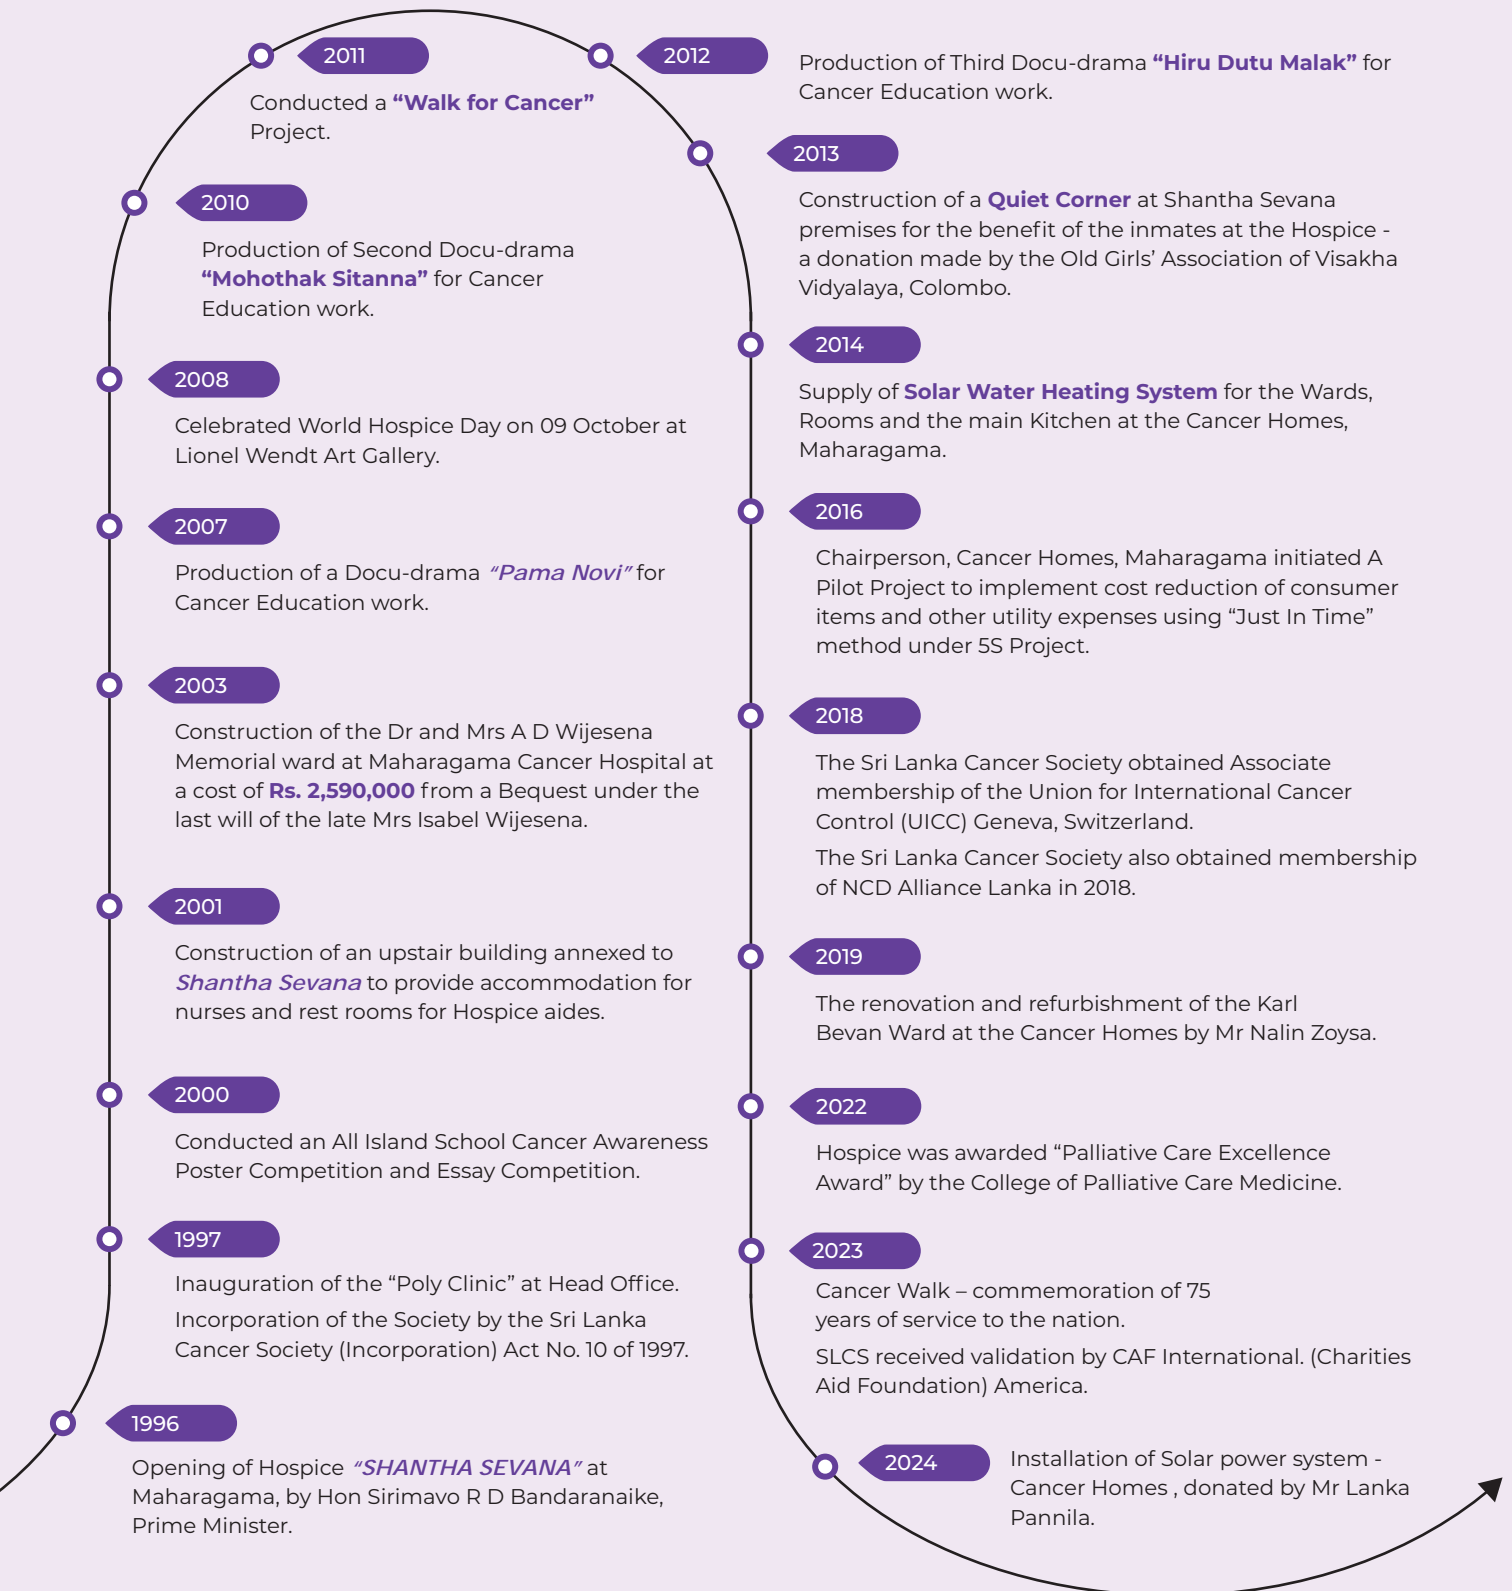 2011
Conducted a “Walk for Cancer”
Project.
2010
Production of Second Docu-drama
“Mohothak Sitanna” for Cancer
Education work.
2008
Celebrated World Hospice Day on 09 October at
Lionel Wendt Art Gallery.
2007
Production of a Docu-drama “Pama Novi” for
Cancer Education work.
2003
Construction of the Dr and Mrs A D Wijesena
Memorial ward at Maharagama Cancer Hospital at
a cost of Rs. 2,590,000 from a Bequest under the
last will of the late Mrs Isabel Wijesena.
2001
Construction of an upstair building annexed to
Shantha Sevana to provide accommodation for
nurses and rest rooms for Hospice aides.
2000
Conducted an All Island School Cancer Awareness
Poster Competition and Essay Competition.
1997
Inauguration of the “Poly Clinic” at Head Office.
Incorporation of the Society by the Sri Lanka
Cancer Society (Incorporation) Act No. 10 of 1997.
1996
Opening of Hospice “SHANTHA SEVANA” at
Maharagama, by Hon Sirimavo R D Bandaranaike,
Prime Minister.
2012
Production of Third Docu-drama “Hiru Dutu Malak” for
Cancer Education work.
2013
Construction of a Quiet Corner at Shantha Sevana
premises for the benefit of the inmates at the Hospice -
a donation made by the Old Girls’ Association of Visakha
Vidyalaya, Colombo.
2014
Supply of Solar Water Heating System for the Wards,
Rooms and the main Kitchen at the Cancer Homes,
Maharagama.
2016
Chairperson, Cancer Homes, Maharagama initiated A
Pilot Project to implement cost reduction of consumer
items and other utility expenses using “Just In Time”
method under 5S Project.
2018
The Sri Lanka Cancer Society obtained Associate
membership of the Union for International Cancer
Control (UICC) Geneva, Switzerland.
The Sri Lanka Cancer Society also obtained membership
of NCD Alliance Lanka in 2018.
2019
The renovation and refurbishment of the Karl
Bevan Ward at the Cancer Homes by Mr Nalin Zoysa.
2022
Hospice was awarded “Palliative Care Excellence
Award” by the College of Palliative Care Medicine.
2023
Cancer Walk – commemoration of 75
years of service to the nation.
SLCS received validation by CAF International. (Charities
Aid Foundation) America.
2024
Installation of Solar power system -
Cancer Homes , donated by Mr Lanka
Pannila.